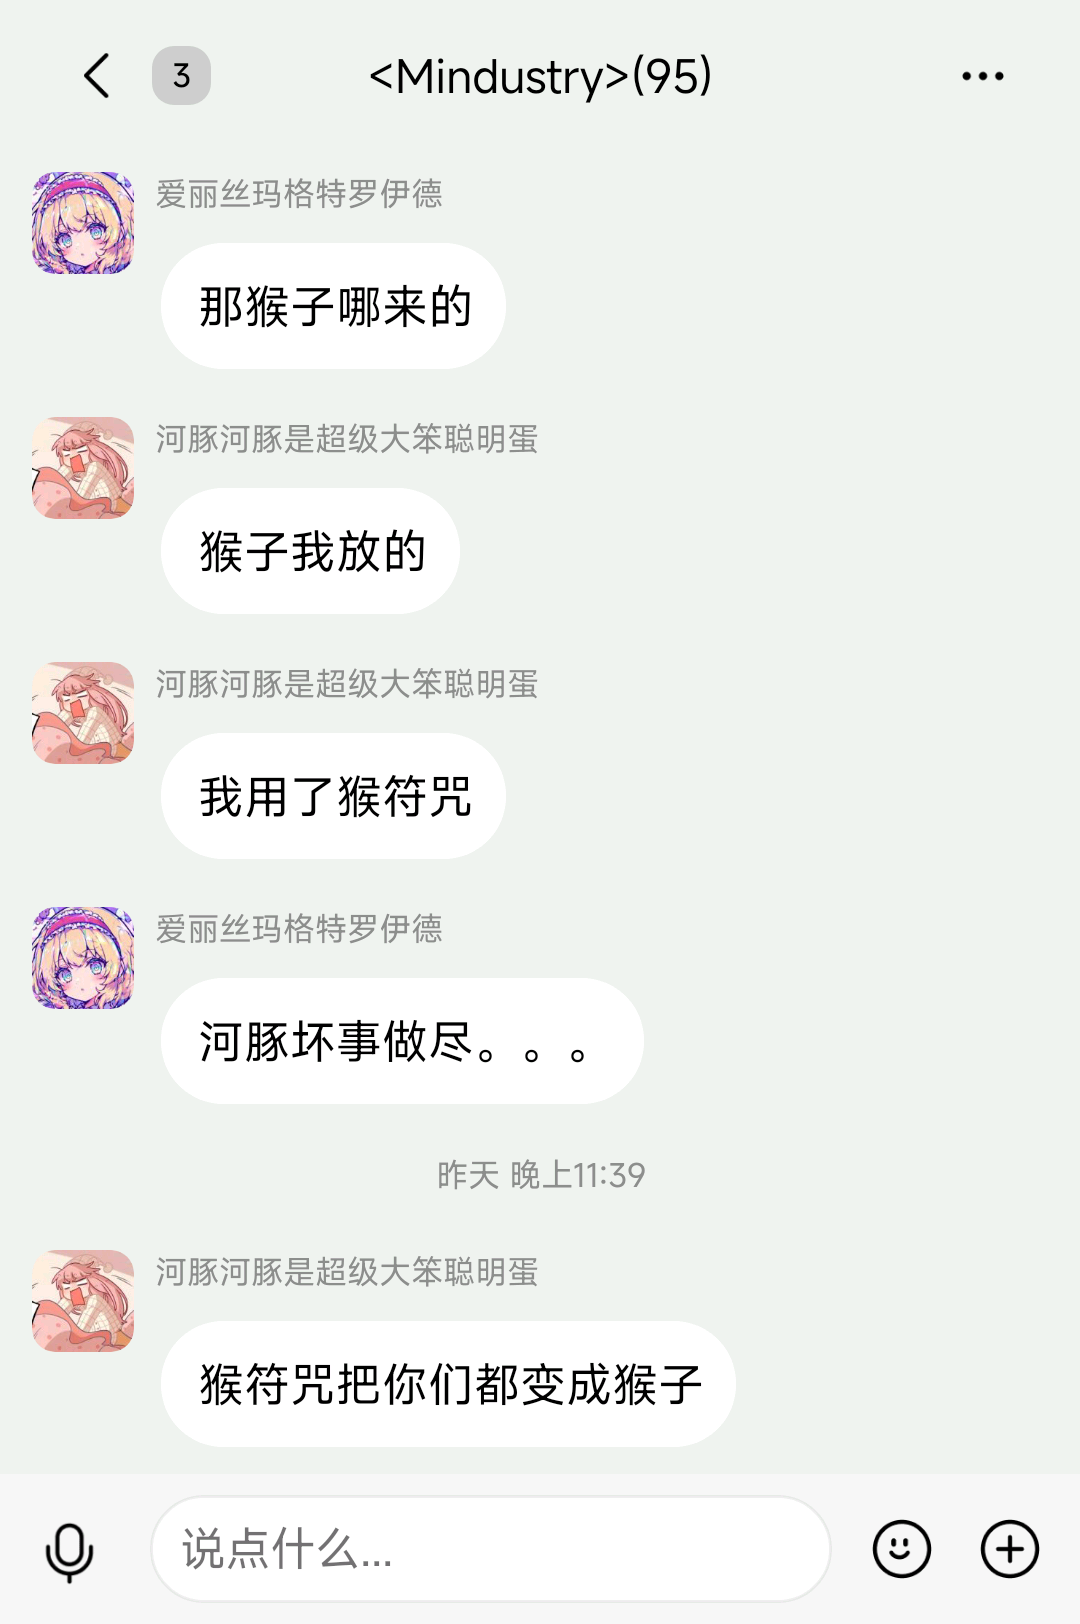 3
<Mindustry>(95)
爱丽丝玛格特罗伊德
那猴子哪来的
河豚河豚是超级大笨聪明蛋
猴子我放的
河豚河豚是超级大笨聪明蛋
我用了猴符咒
爱丽丝玛格特罗伊德
河豚坏事做尽。。。
昨天 晚上11:39
河豚河豚是超级大笨聪明蛋
猴符咒把你们都变成猴子
说点什么...